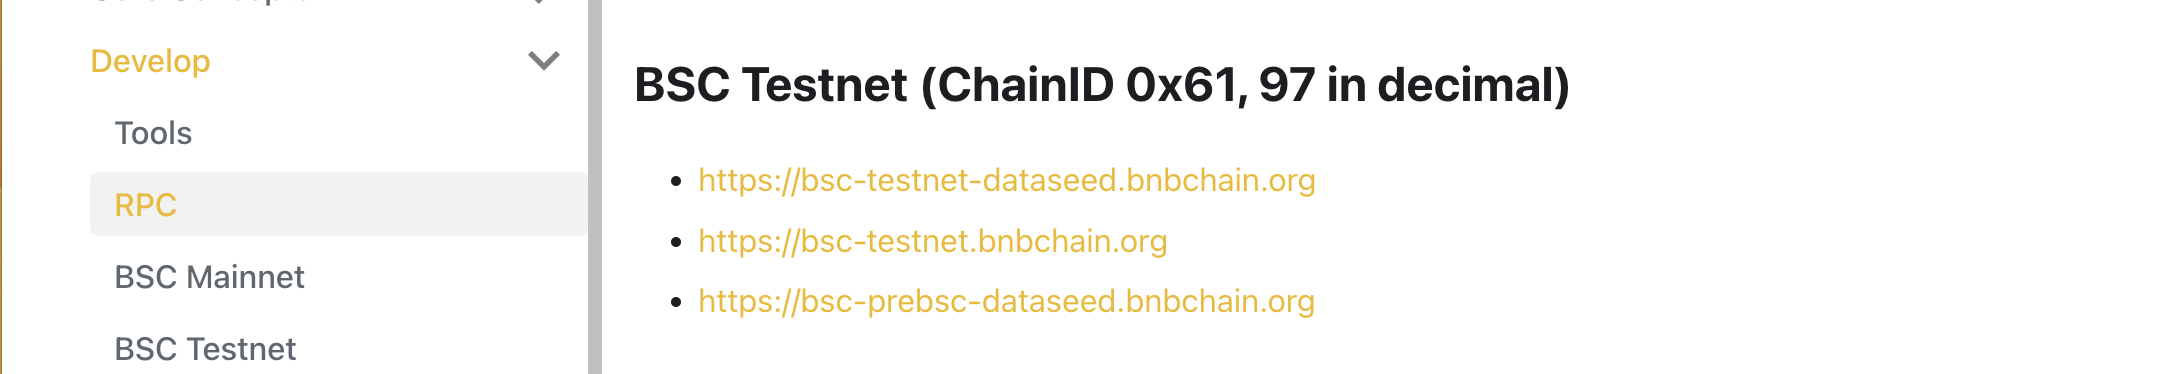 Develop
Tools
RPC
BSC Mainnet
BSC Testnet
BSC Testnet (ChainID 0x61, 97 in decimal)
https://bsc-testnet-dataseed.bnbchain.org
https://bsc-testnet.bnbchain.org
https://bsc-prebsc-dataseed.bnbchain.org